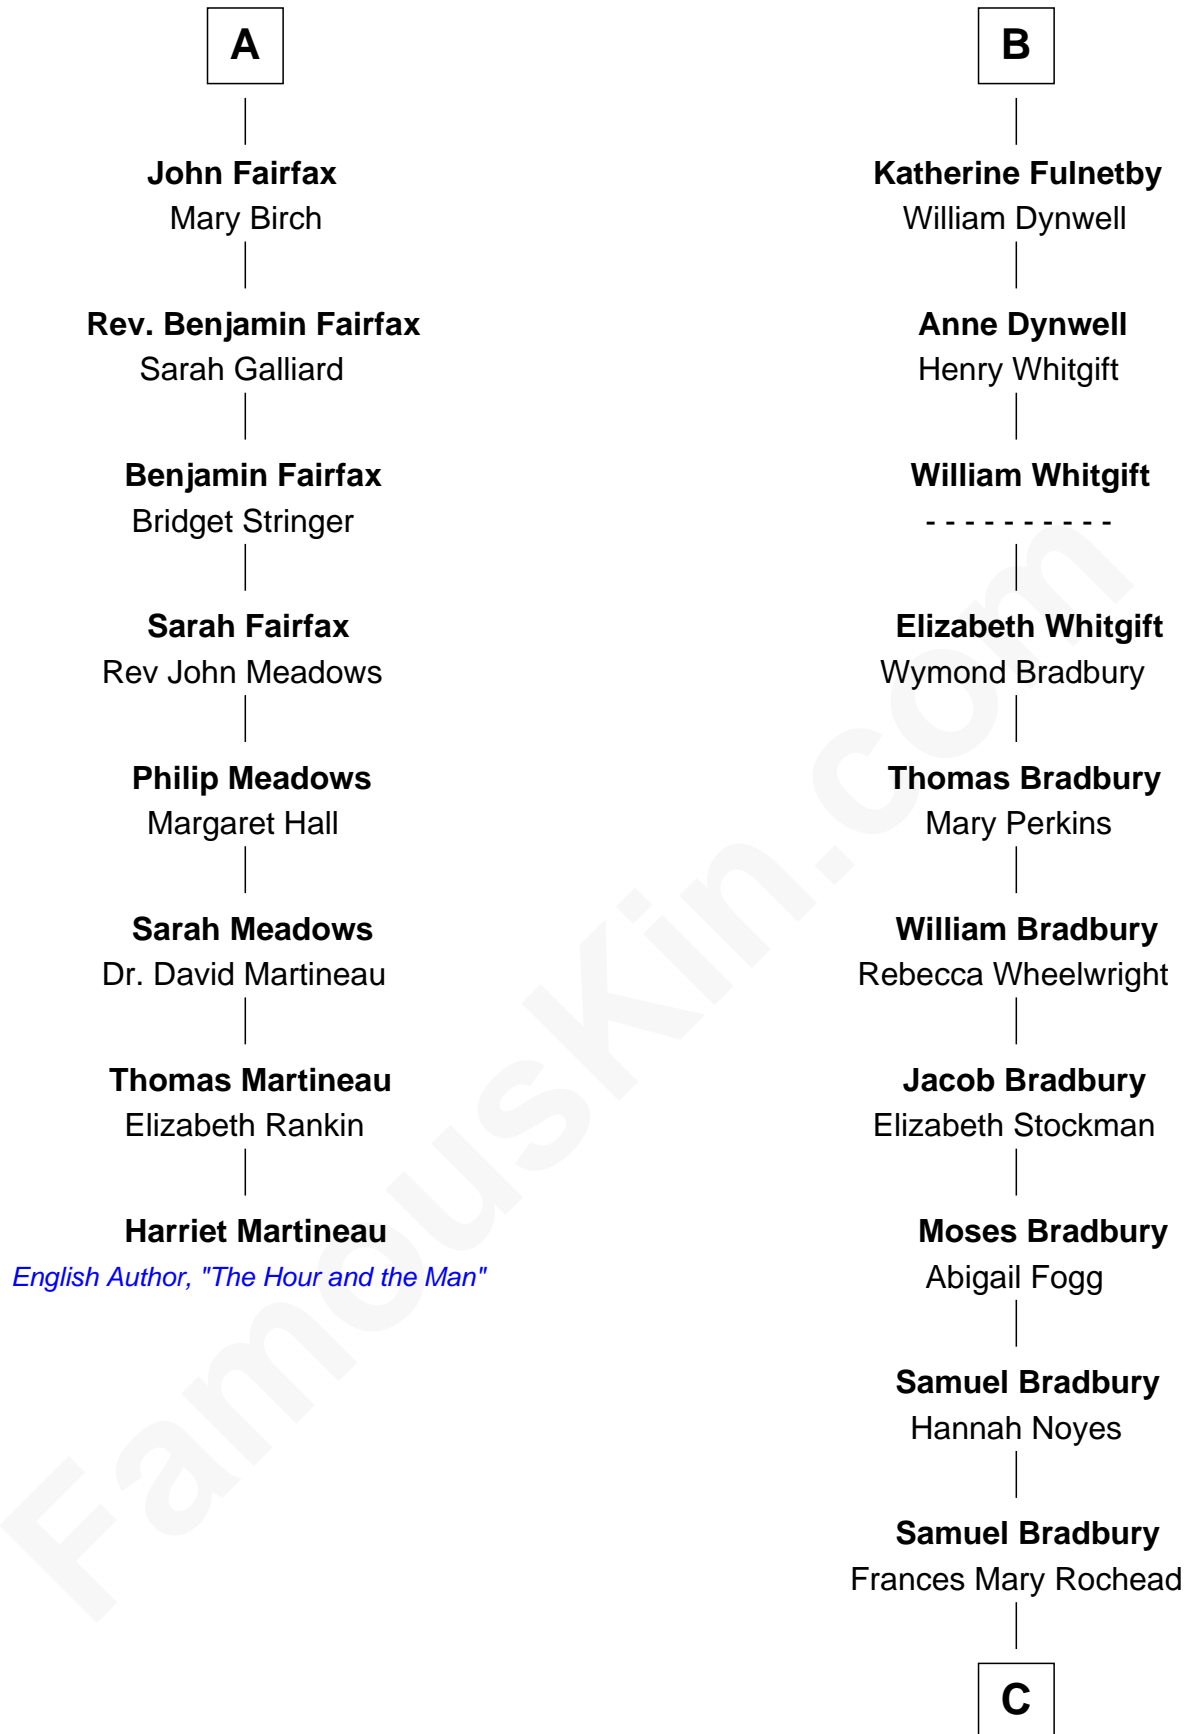 A
John Fairfax
Mary Birch
Rev. Benjamin Fairfax
Sarah Galliard
Benjamin Fairfax
Bridget Stringer
Sarah Fairfax
Rev John Meadows
Philip Meadows
Margaret Hall
Sarah Meadows
Dr. David Martineau
Thomas Martineau
Elizabeth Rankin
Harriet Martineau
English Author, "The Hour and the Man"
B
Katherine Fulnetby
William Dynwell
Anne Dynwell
Henry Whitgift
William Whitgift
- - - - - - - - - -
Elizabeth Whitgift
Wymond Bradbury
Thomas Bradbury
Mary Perkins
William Bradbury
Rebecca Wheelwright
Jacob Bradbury
Elizabeth Stockman
Moses Bradbury
Abigail Fogg
Samuel Bradbury
Hannah Noyes
Samuel Bradbury
Frances Mary Rochead
C
FamousKin.com